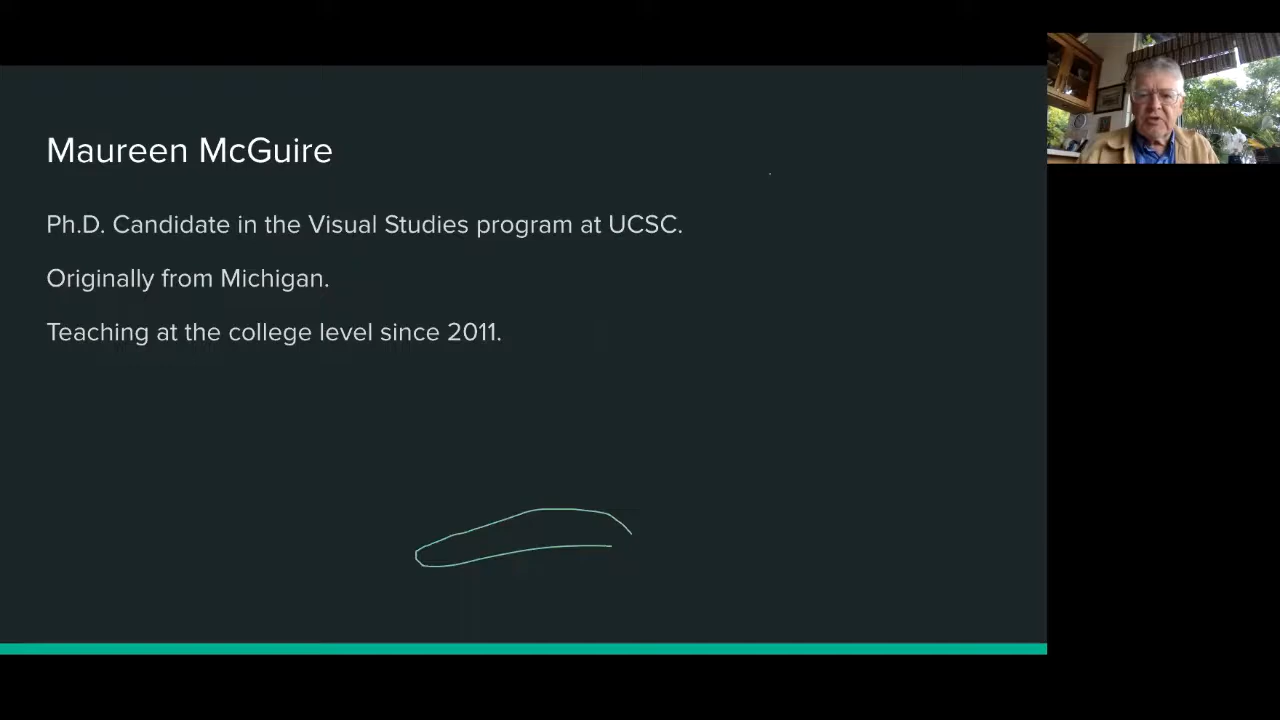 Maureen McGuire
Ph.D. Candidate in the Visual Studies program at UCSC.
Originally from Michigan.
Teaching at the college level since 2011.